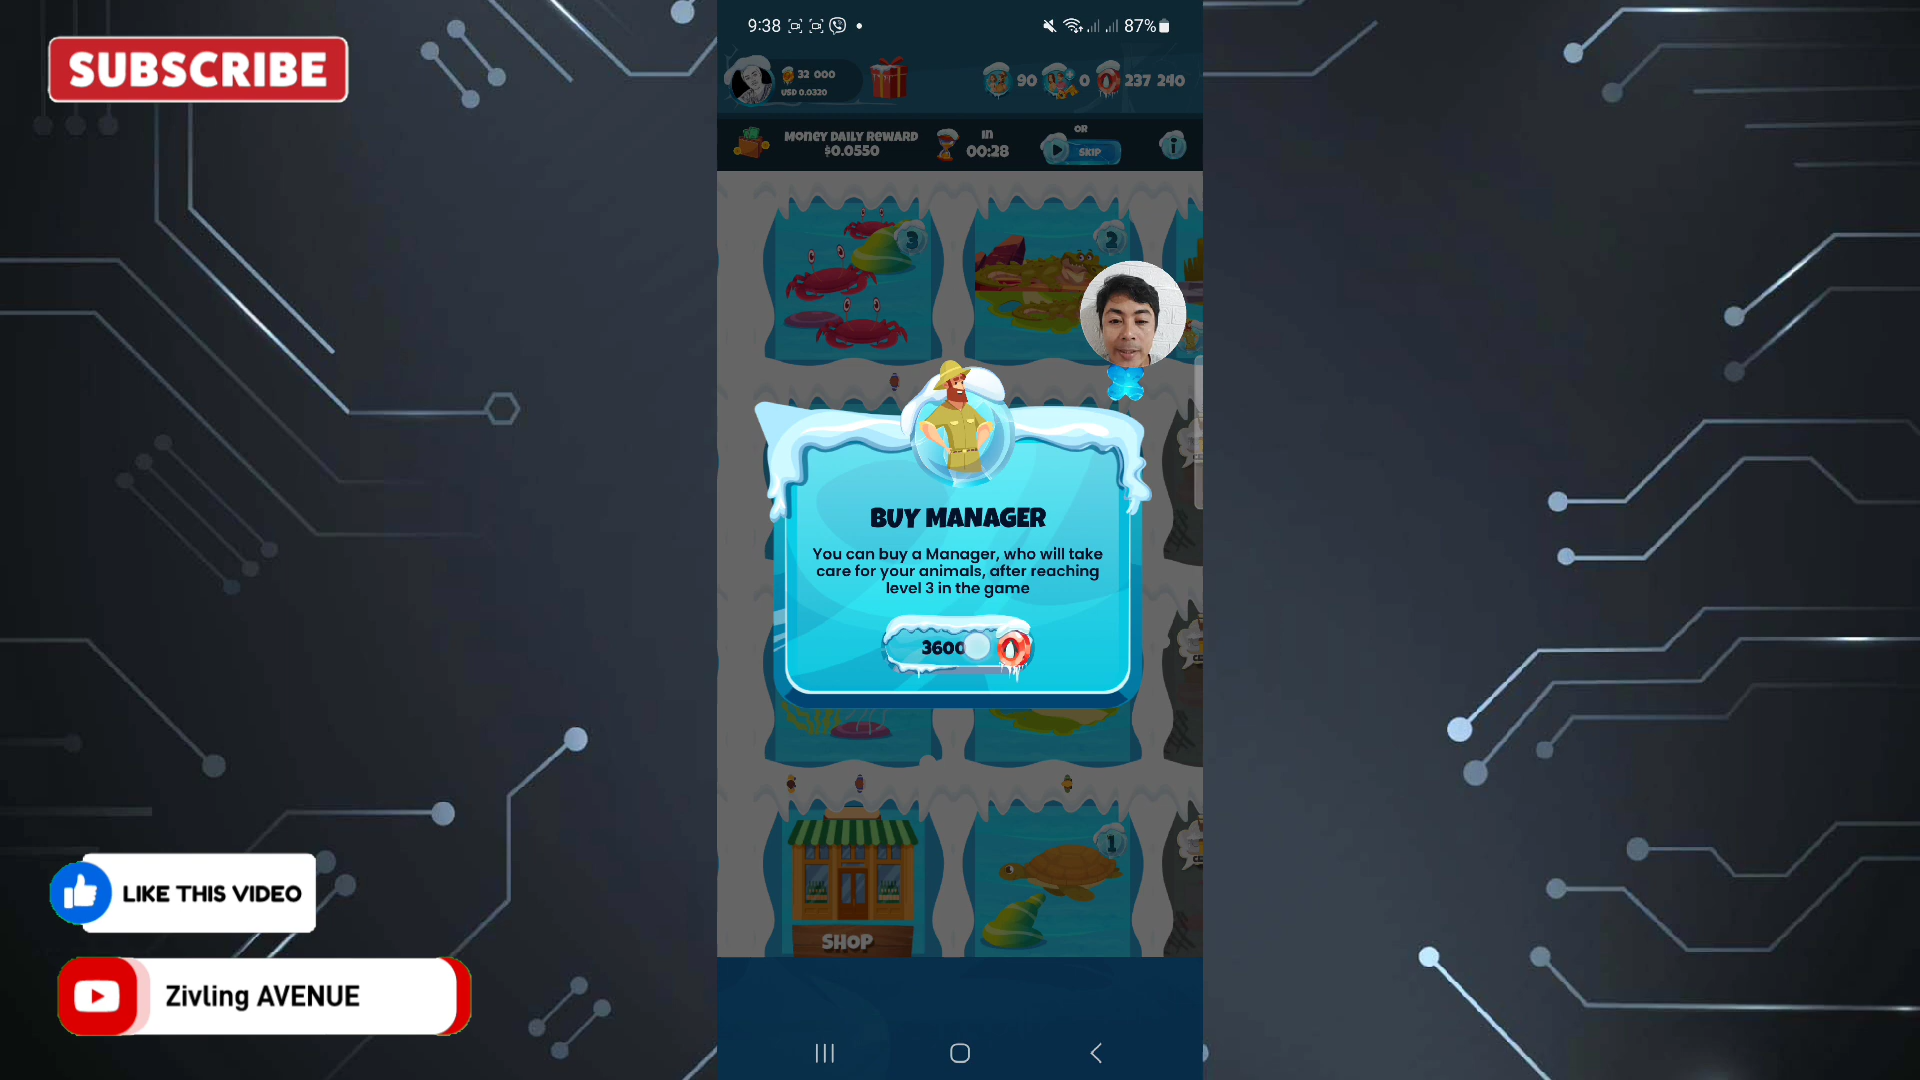 SUBSCRIBE
9:38
87%
32 000
USD 0.0320
90
0
237 240
MONEY DAILY REWARD
$0.0550
IN
00:28
OR
SKIP
i
3
2
BUY MANAGER
You can buy a Manager, who will take
care for your animals, after reaching
level 3 in the game
3600
1
SHOP
LIKE THIS VIDEO
Zivling AVENUE